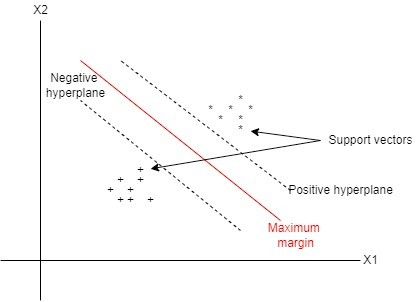 X2
Negative
hyperplane
Support vectors
Positive hyperplane
Maximum
margin
X1